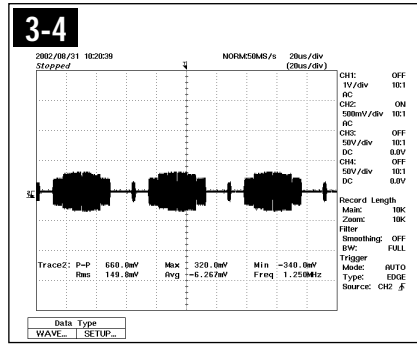 3-4
2002/08/31 10:20:39 NORM:50MS/s 20us/div
Stopped (20us/div)
CH1: OFF
1V/div 10:1
AC
CH2: ON
500mV/div 10:1
AC
CH3: OFF
50V/div 10:1
DC 0.0V
CH4: OFF
50V/div 10:1
DC 0.0V
Record Length
Main: 10K
Zoom: 10K
Filter
Smoothing: OFF
BW: FULL
Trigger
Mode: AUTO
Type: EDGE
Source: CH2
Trace2: P-P 660.0mV Max 320.0mV Min -340.0mV
Rms 149.8mV Avg -6.267mV Freq 1.250MHz
Data Type
WAVE... SETUP...